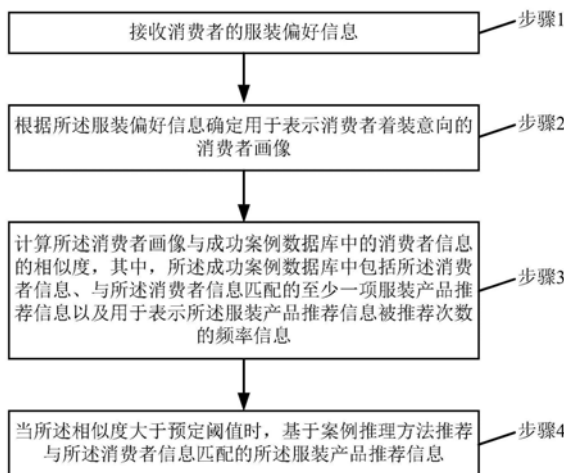 接收消费者的服装偏好信息
步骤1
根据所述服装偏好信息确定用于表示消费者着装意向的
消费者画像
步骤2
计算所述消费者画像与成功案例数据库中的消费者信息
的相似度，其中，所述成功案例数据库中包括所述消费
者信息、与所述消费者信息匹配的至少一项服装产品推
荐信息以及用于表示所述服装产品推荐信息被推荐次数
的频率信息
步骤3
当所述相似度大于预定阈值时，基于案例推理方法推荐
与所述消费者信息匹配的所述服装产品推荐信息
步骤4